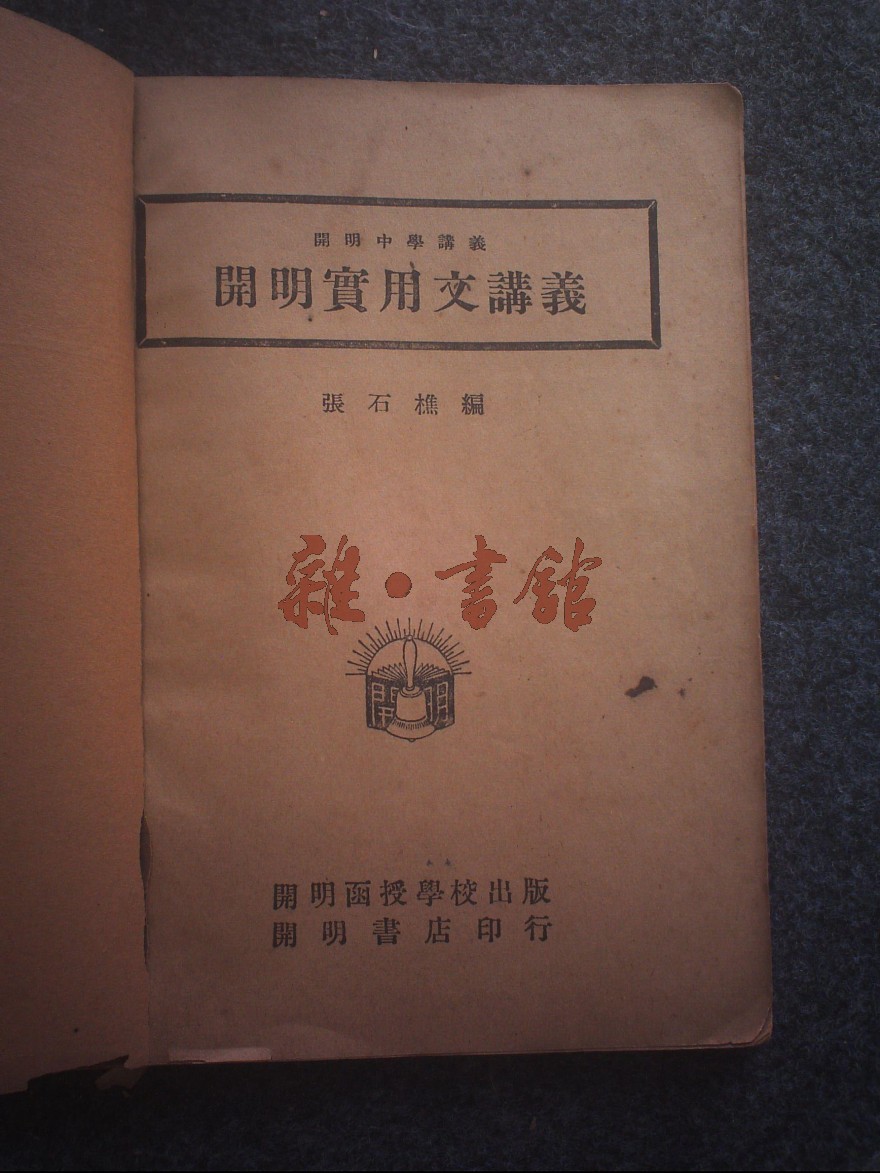 開明中學講義
開明實用文講義
張石樵編
雜·書館
開明
開明函授學校出版
開明書店印行